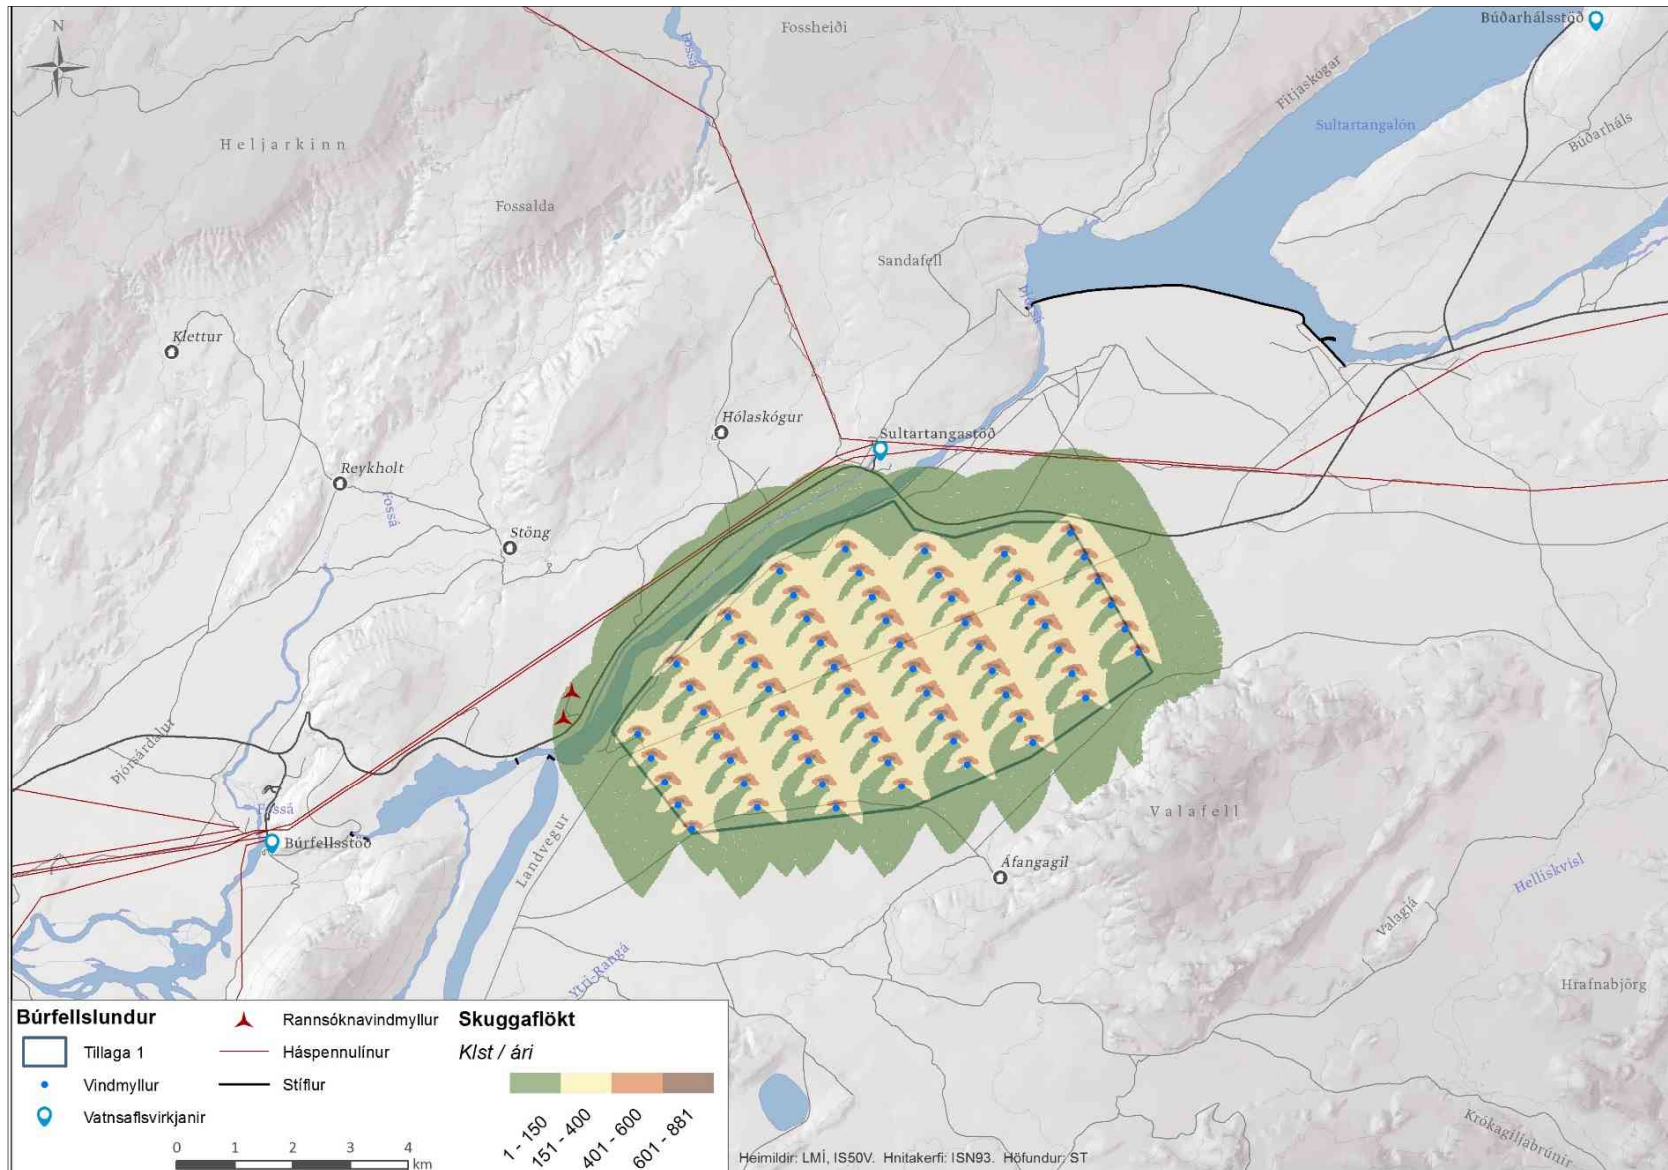 N
Fossheiði
Búðarhálsstöð
Fossá
Fitjaskógar
Sultartangalón
Búðarháls
Heljarkinn
Fossalda
Sandafell
Þjórsá
Klettur
Hólaskógur
Sultartangastöð
Reykholt
Fossá
Stöng
Þjórsárdalur
Fossá
Búrfellsstöð
Landvegur
Valafell
Áfangagil
Helliskvísl
Valagjá
Ytri-Rangá
Hrafnabjörg
Krókagiljabrúnir
Búrfellslundur
Tillaga 1
Vindmyllur
Vatnsaflsvirkjanir
Rannsóknavindmyllur
Háspennulínur
Stíflur
Skuggaflökt
Klst / ári
1 - 150
151 - 400
401 - 600
601 - 881
0 1 2 3 4
km
Heimildir: LMÍ, IS50V. Hnitakerfi: ISN93. Höfundur: ST